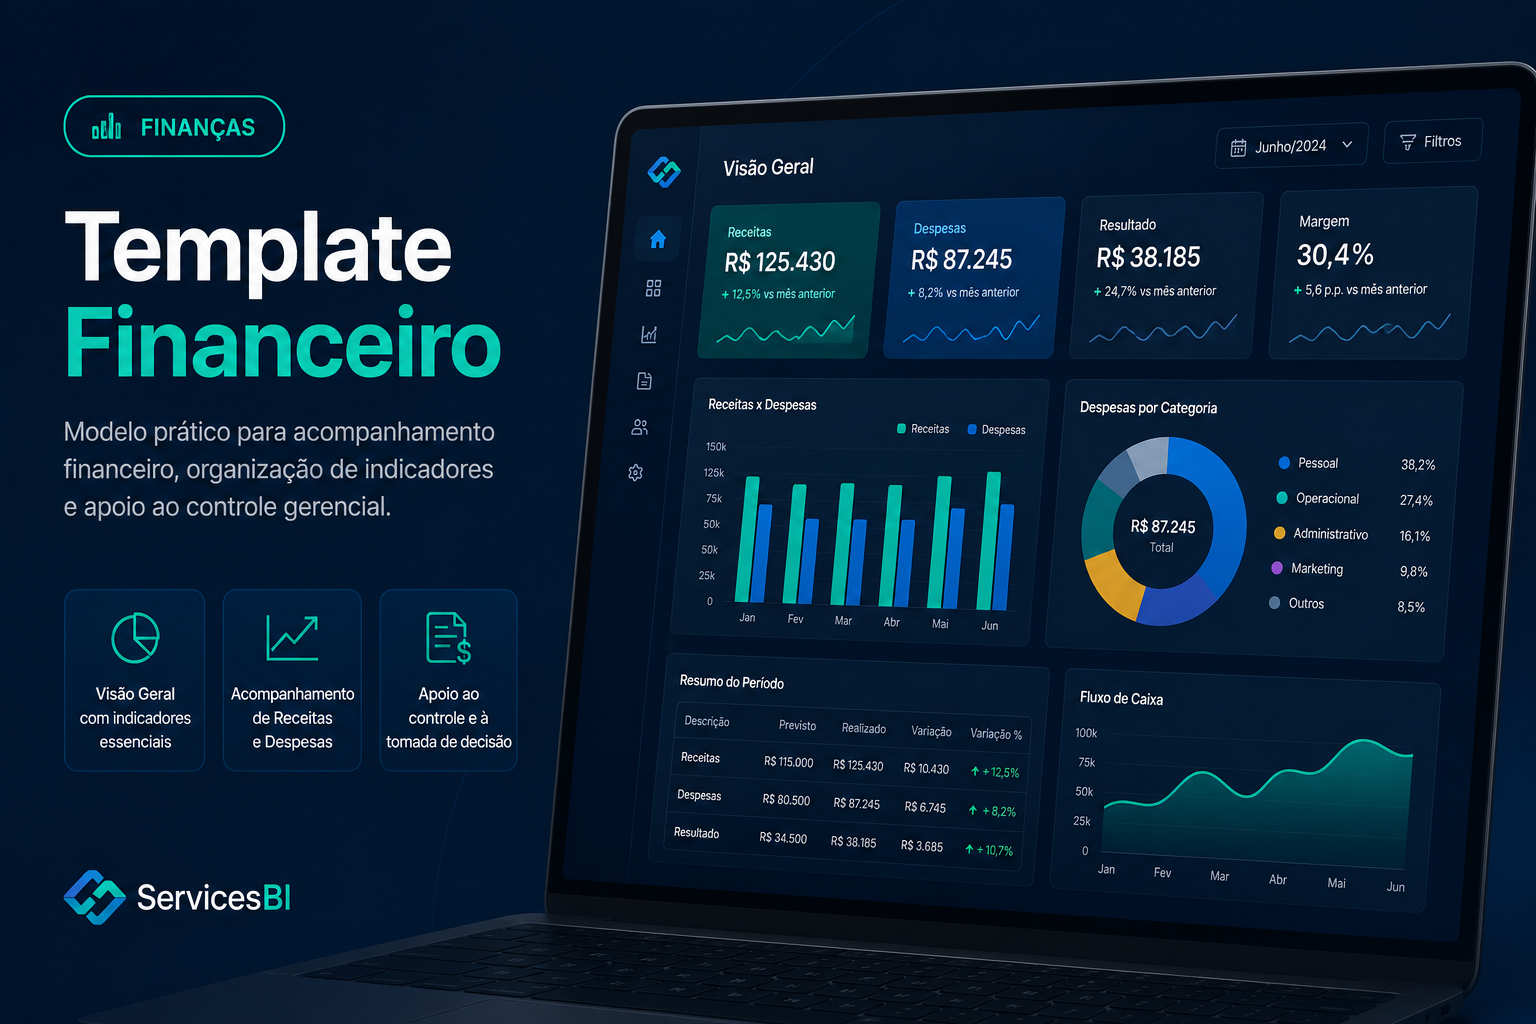 FINANÇAS
Template
Financeiro
Modelo prático para acompanhamento
financeiro, organização de indicadores
e apoio ao controle gerencial.
Visão Geral
com indicadores
essenciais
Acompanhamento
de Receitas
e Despesas
Apoio ao
controle e à
tomada de decisão
ServicesBI
Visão Geral
Junho/2024
Filtros
Receitas
R$ 125.430
+ 12,5% vs mês anterior
Despesas
R$ 87.245
+ 8,2% vs mês anterior
Resultado
R$ 38.185
+ 24,7% vs mês anterior
Margem
30,4%
+ 5,6 p.p. vs mês anterior
Receitas x Despesas
Receitas Despesas
150k
125k
75k
50k
50k
25k
0
Jan Fev Mar Abr Mai Jun
Despesas por Categoria
R$ 87.245
Total
Pessoal 38,2%
Operacional 27,4%
Administrativo 16,1%
Marketing 9,8%
Outros 8,5%
Resumo do Período
Descrição Previsto Realizado Variação Variação %
Receitas R$ 115.000 R$ 125.430 R$ 10.430 ↑ + 12,5%
Despesas R$ 80.500 R$ 87.245 R$ 6.745 ↑ + 8,2%
Resultado R$ 34.500 R$ 38.185 R$ 3.685 ↑ + 10,7%
Fluxo de Caixa
100k
75k
50k
25k
0
Jan Fev Mar Abr Mai Jun